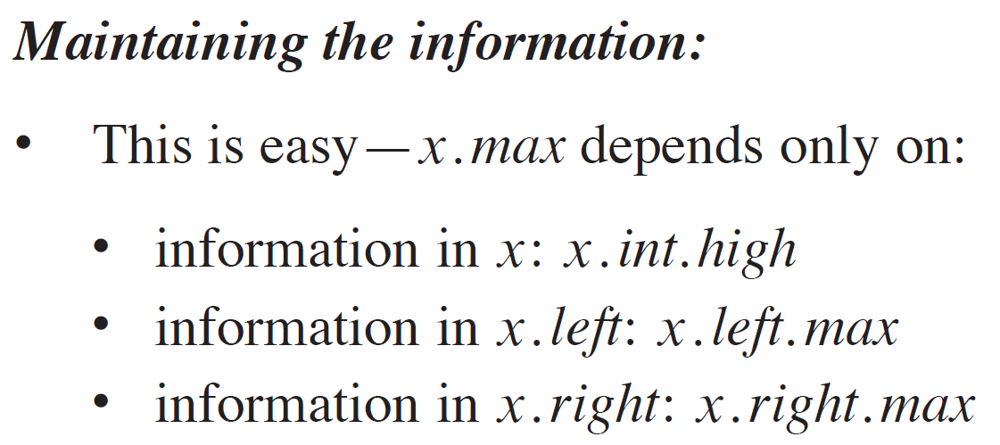 Maintaining the information:
• This is easy—x.max depends only on:
• information in x: x.int.high
• information in x.left: x.left.max
• information in x.right: x.right.max